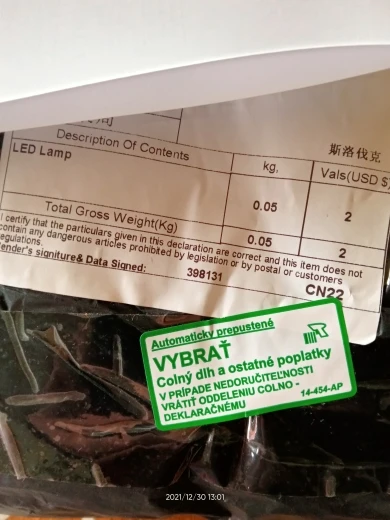 斯洛伐克
Description Of Contents
kg.
Vals(USD $)
LED Lamp
0.05
2
Total Gross Weight(Kg)
0.05
2
I certify that the particulars given in this declaration are correct and this item does not
contain any dangerous articles prohibited by legislation or by postal or customers
regulations.
ender's signiture& Data Signed:
398131
CN22
Automaticky prepustené
VYBRAŤ
Colný dlh a ostatné poplatky
V PRÍPADE NEDORUČITEĽNOSTI
VRÁTIŤ ODDELENIU COLNO -
DEKLARAČNÉMU
14-454-AP
2021/12/30 13:01